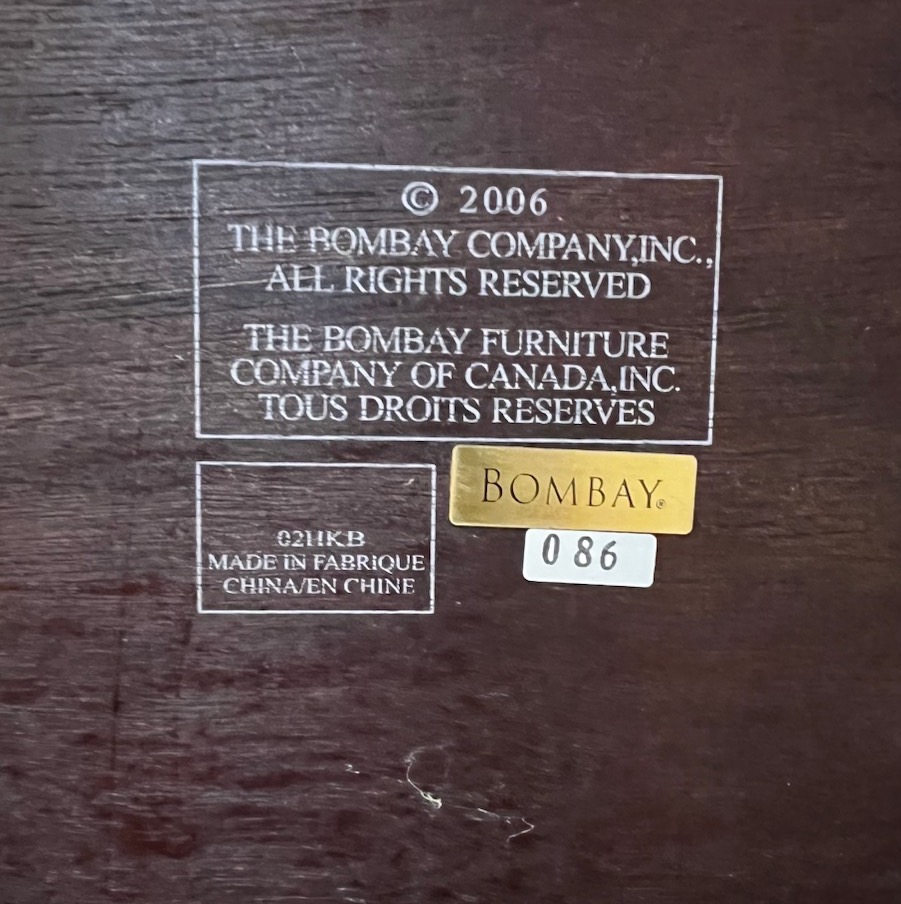 © 2006
THE BOMBAY COMPANY,INC.,
ALL RIGHTS RESERVED
THE BOMBAY FURNITURE
COMPANY OF CANADA,INC.
TOUS DROITS RESERVES
BOMBAY®
086
02HKB
MADE IN FABRIQUE
CHINA/EN CHINE